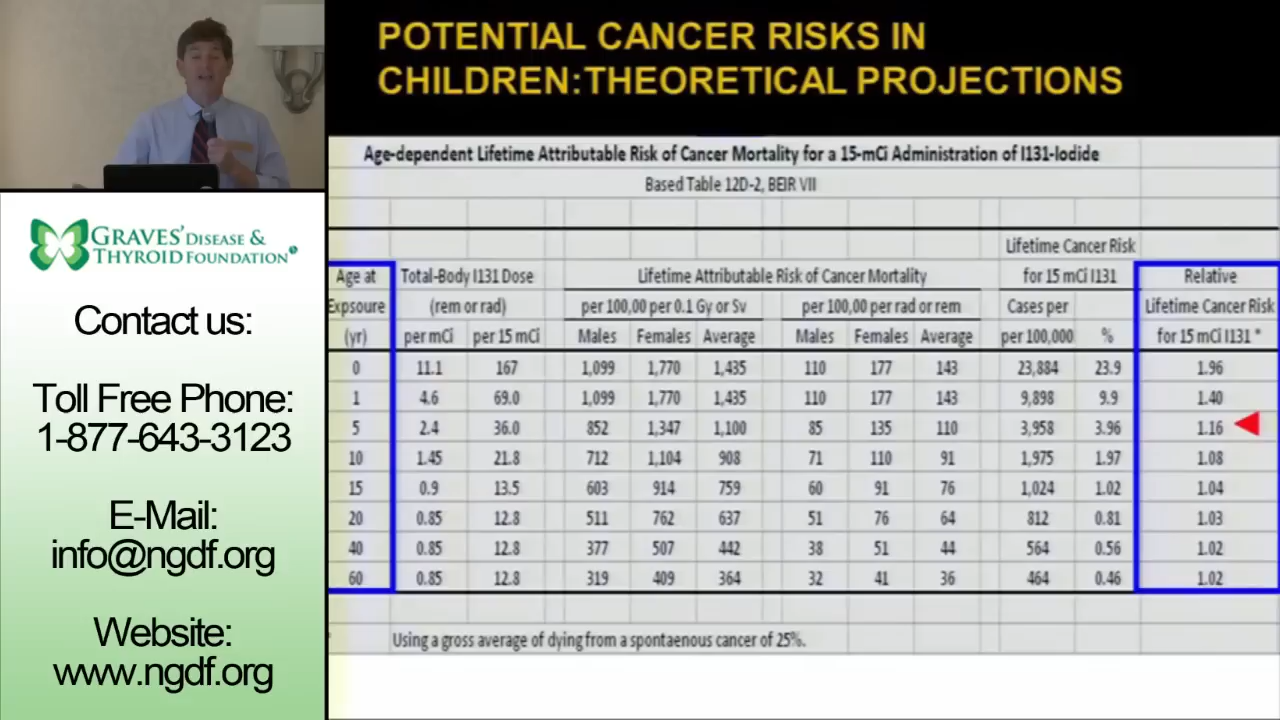 POTENTIAL CANCER RISKS IN
CHILDREN:THEORETICAL PROJECTIONS
GRAVES' DISEASE &
THYROID FOUNDATION
Contact us:
Toll Free Phone:
1-877-643-3123
E-Mail:
info@ngdf.org
Website:
www.ngdf.org
Age-dependent Lifetime Attributable Risk of Cancer Mortality for a 15-mCi Administration of I131-Iodide
Based Table 12D-2, BEIR VII
Lifetime Cancer Risk
Age at Total-Body I131 Dose Lifetime Attributable Risk of Cancer Mortality for 15 mCi I131 Relative
Expsoure (rem or rad) per 100,00 per 0.1 Gy or Sv per 100,00 per rad or rem Cases per Lifetime Cancer Risk
(yr) per mCi per 15 mCi Males Females Average Males Females Average per 100,000 % for 15 mCi I131 *
0 11.1 167 1,099 1,770 1,435 110 177 143 23,884 23.9 1.96
1 4.6 69.0 1,099 1,770 1,435 110 177 143 9,898 9.9 1.40
5 2.4 36.0 852 1,347 1,100 85 135 110 3,958 3.96 1.16
10 1.45 21.8 712 1,104 908 71 110 91 1,975 1.97 1.08
15 0.9 13.5 603 914 759 60 91 76 1,024 1.02 1.04
20 0.85 12.8 511 762 637 51 76 64 812 0.81 1.03
40 0.85 12.8 377 507 442 38 51 44 564 0.56 1.02
60 0.85 12.8 319 409 364 32 41 36 464 0.46 1.02
* Using a gross average of dying from a spontaenous cancer of 25%.